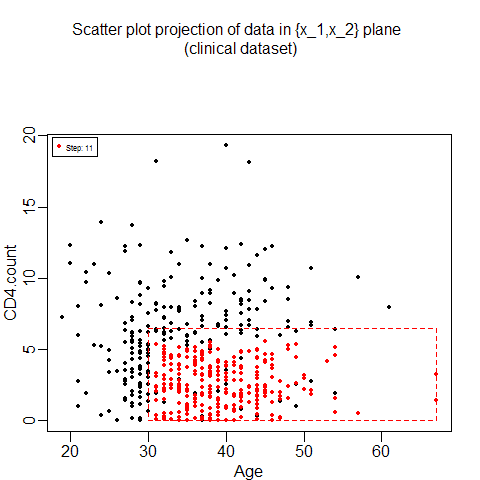 Scatter plot projection of data in {x_1,x_2} plane
(clinical dataset)
Step: 11
20
15
10
5
0
CD4.count
20
30
40
50
60
Age